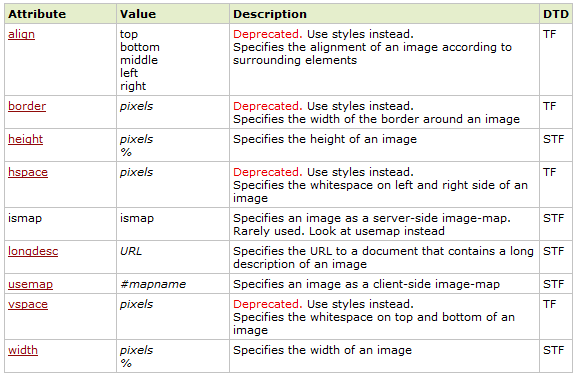 Attribute Value Description DTD
align top Deprecated. Use styles instead. TF
bottom Specifies the alignment of an image according to
middle surrounding elements
left
right
border pixels Deprecated. Use styles instead. TF
Specifies the width of the border around an image
height pixels Specifies the height of an image STF
%
hspace pixels Deprecated. Use styles instead. TF
Specifies the whitespace on left and right side of an
image
ismap ismap Specifies an image as a server-side image-map. STF
Rarely used. Look at usemap instead
longdesc URL Specifies the URL to a document that contains a long STF
description of an image
usemap #mapname Specifies an image as a client-side image-map STF
vspace pixels Deprecated. Use styles instead. TF
Specifies the whitespace on top and bottom of an
image
width pixels Specifies the width of an image STF
%